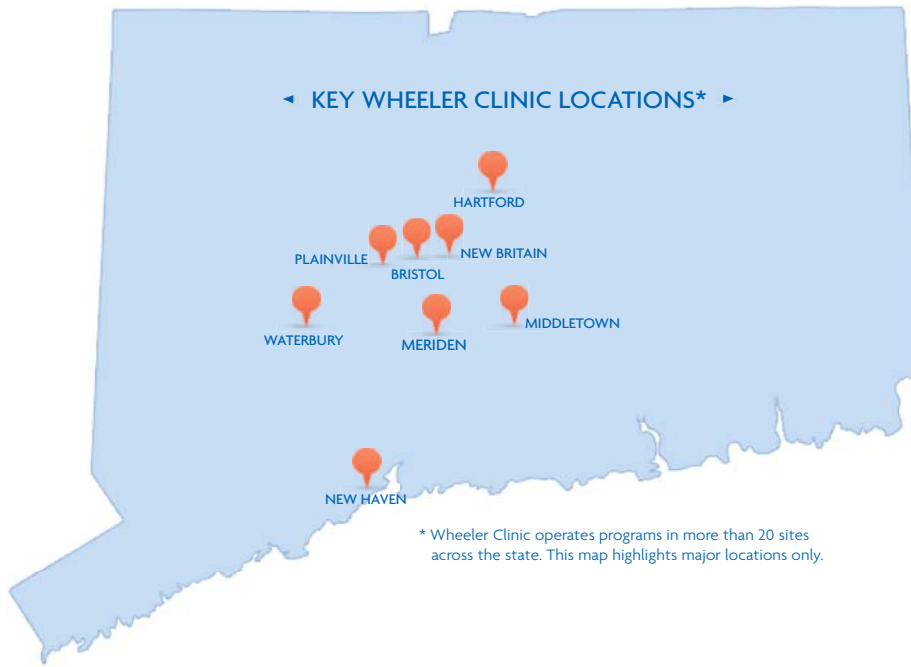 KEY WHEELER CLINIC LOCATIONS*
HARTFORD
PLAINVILLE
BRISTOL
NEW BRITAIN
WATERBURY
MERIDEN
MIDDLETOWN
NEW HAVEN
* Wheeler Clinic operates programs in more than 20 sites
across the state. This map highlights major locations only.